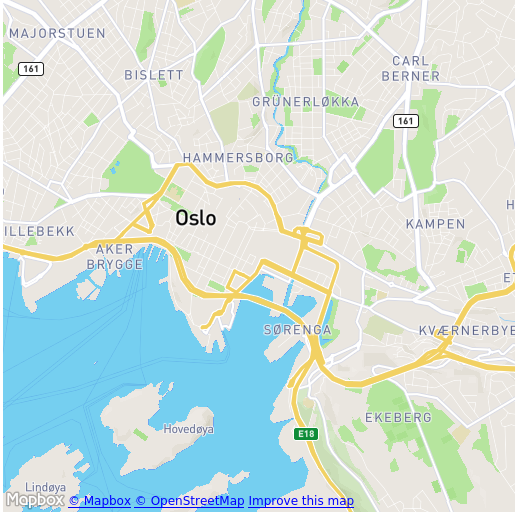 MAJORSTUEN
161
BISLETT
CARL
BERNER
GRÜNERLØKKA
161
HAMMERSBORG
Oslo
KAMPEN
ILLEBEKK
AKER
BRYGGE
ET
SØRENGA
KVÆRNERBYE
EKEBERG
Hovedøya
E18
Lindøya
Mapbox © Mapbox © OpenStreetMap Improve this map